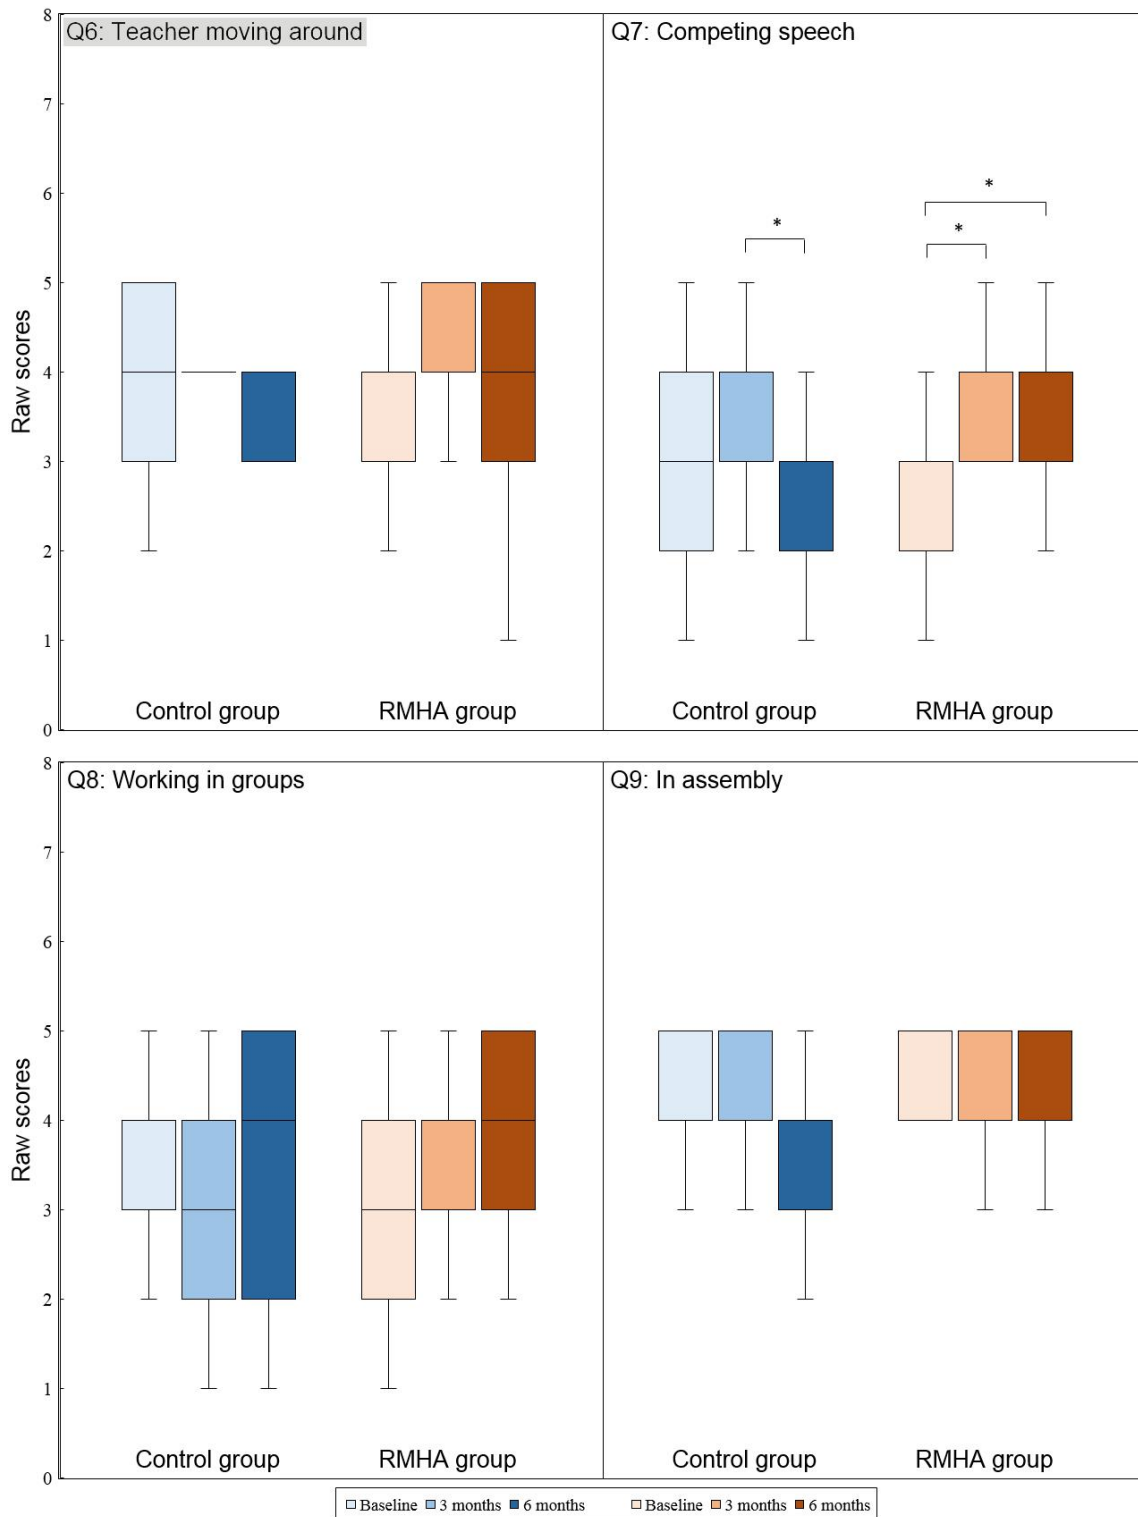 Q6: Teacher moving around
Q7: Competing speech
8
7
6
5
4
3
2
1
0
Raw scores
*
*
*
Control group
RMHA group
Control group
RMHA group
Q8: Working in groups
Q9: In assembly
8
7
6
5
4
3
2
1
0
Raw scores
Control group
RMHA group
Control group
RMHA group
Baseline 3 months 6 months Baseline 3 months 6 months